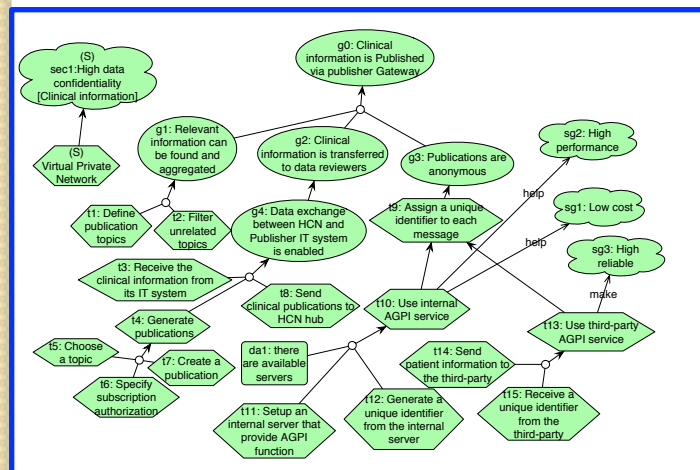 (S)
sec1:High data
confidentiality
[Clinical information]
g0: Clinical
information is Published
via publisher Gateway
(S)
Virtual Private
Network
g1: Relevant
information can
be found and
aggregated
g2: Clinical
information is transferred
to data reviewers
g3: Publications are
anonymous
sg2: High
performance
help
sg1: Low cost
help
sg3: High
reliable
make
t1: Define
publication
topics
t2: Filter
unrelated
topics
g4: Data exchange
between HCN and
Publisher IT system
is enabled
t9: Assign a unique
identifier to each
message
t3: Receive the
clinical information from
its IT system
t8: Send
clinical publications to
HCN hub
t10: Use internal
AGPI service
t13: Use third-party
AGPI service
t4: Generate
publications
t5: Choose
a topic
t7: Create a
publication
t6: Specify
subscription
authorization
da1: there
are available
servers
t14: Send
patient information to
the third-party
t11: Setup an
internal server that
provide AGPI
function
t12: Generate a
unique identifier
from the internal
server
t15: Receive a
unique identifier
from the
third-party